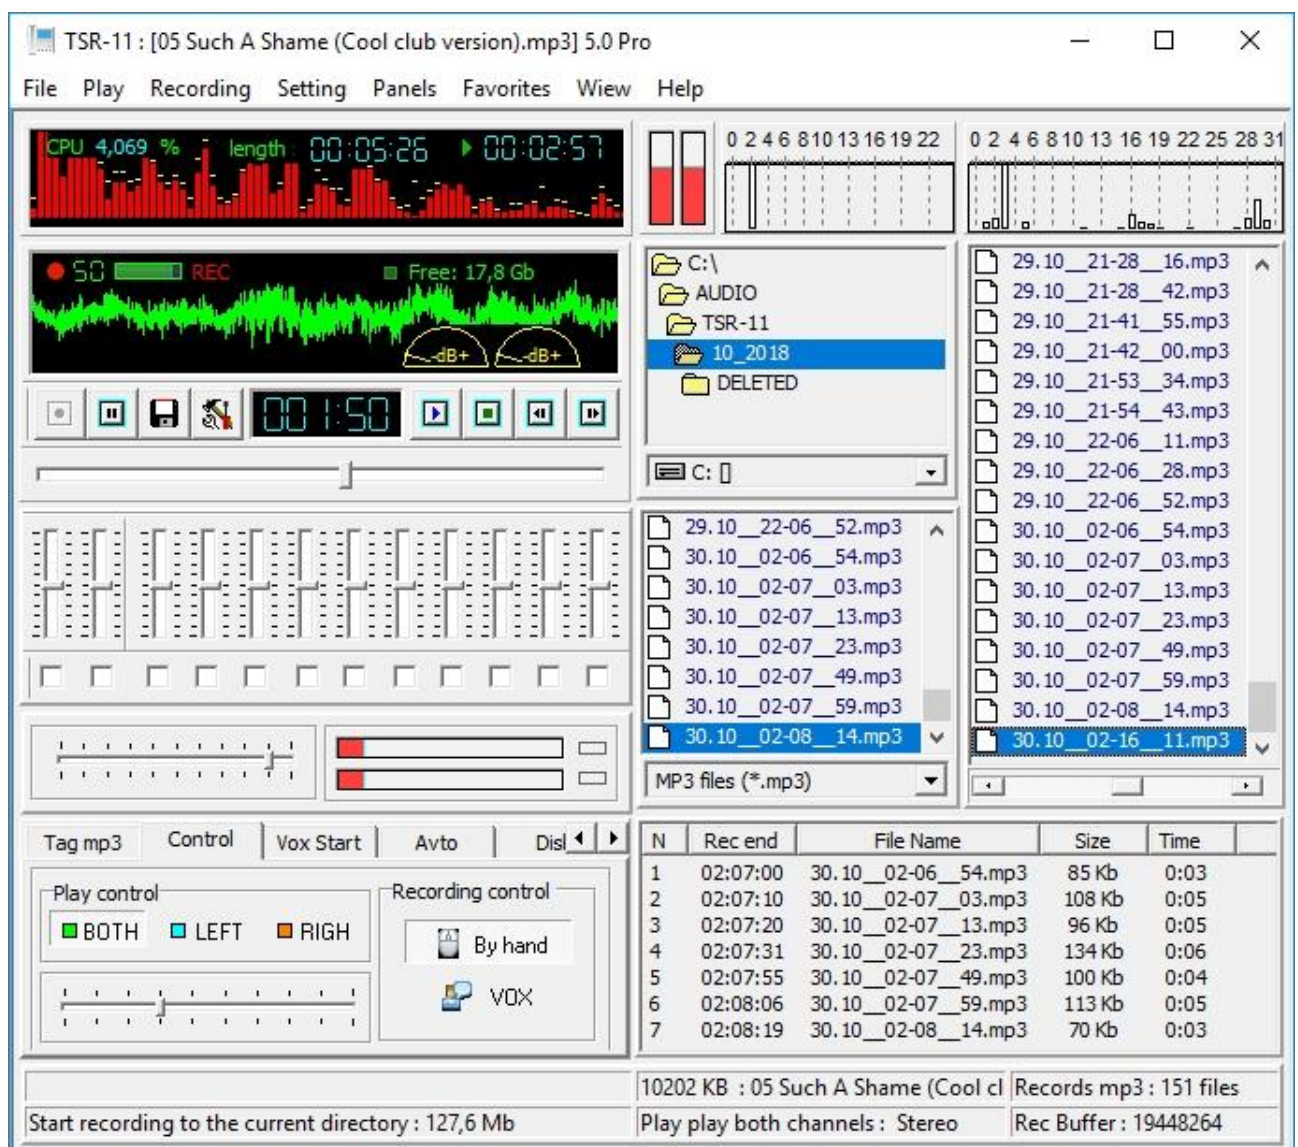 TSR-11 : [05 Such A Shame (Cool club version).mp3] 5.0 Pro
File Play Recording Setting Panels Favorites Wiew Help
CPU 4,069 % length 00:05:26 00:02:57
0 2 4 6 8 10 13 16 19 22
0 2 4 6 8 10 13 16 19 22 25 28 31
50 REC Free: 17,8 Gb
-dB+ -dB+
001:50
C:\
AUDIO
TSR-11
10_2018
DELETED
C: []
29.10__22-06__52.mp3
30.10__02-06__54.mp3
30.10__02-07__03.mp3
30.10__02-07__13.mp3
30.10__02-07__23.mp3
30.10__02-07__49.mp3
30.10__02-07__59.mp3
30.10__02-08__14.mp3
MP3 files (*.mp3)
29.10__21-28__16.mp3
29.10__21-28__42.mp3
29.10__21-41__55.mp3
29.10__21-42__00.mp3
29.10__21-53__34.mp3
29.10__21-54__43.mp3
29.10__22-06__11.mp3
29.10__22-06__28.mp3
29.10__22-06__52.mp3
30.10__02-06__54.mp3
30.10__02-07__03.mp3
30.10__02-07__13.mp3
30.10__02-07__23.mp3
30.10__02-07__49.mp3
30.10__02-07__59.mp3
30.10__02-08__14.mp3
30.10__02-16__11.mp3
Tag mp3 Control Vox Start Avto Disl
Play control
BOTH LEFT RIGH
Recording control
By hand
VOX
N Rec end File Name Size Time
1 02:07:00 30.10__02-06__54.mp3 85 Kb 0:03
2 02:07:10 30.10__02-07__03.mp3 108 Kb 0:05
3 02:07:20 30.10__02-07__13.mp3 96 Kb 0:05
4 02:07:31 30.10__02-07__23.mp3 134 Kb 0:06
5 02:07:55 30.10__02-07__49.mp3 100 Kb 0:04
6 02:08:06 30.10__02-07__59.mp3 113 Kb 0:05
7 02:08:19 30.10__02-08__14.mp3 70 Kb 0:03
10202 KB : 05 Such A Shame (Cool cl Records mp3 : 151 files
Start recording to the current directory : 127,6 Mb Play play both channels : Stereo Rec Buffer : 19448264